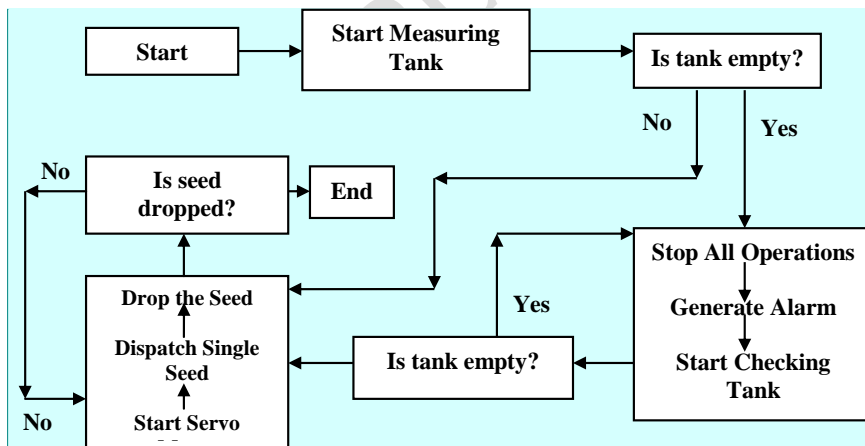 Start
Start Measuring
Tank
Is tank empty?
No
Yes
No
Is seed
dropped?
End
Stop All Operations
Generate Alarm
Start Checking
Tank
Yes
Is tank empty?
Drop the Seed
Dispatch Single
Seed
Start Servo
No